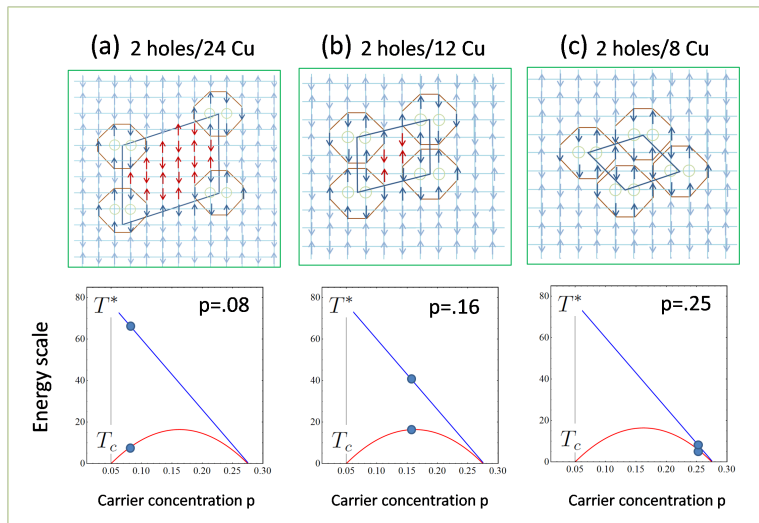 (a) 2 holes/24 Cu
(b) 2 holes/12 Cu
(c) 2 holes/8 Cu
Energy scale
80
60
40
20
0
T*
p=.08
Tc
0.05 0.10 0.15 0.20 0.25 0.30
Carrier concentration p
80
60
40
20
0
T*
p=.16
Tc
0.05 0.10 0.15 0.20 0.25 0.30
Carrier concentration p
80
60
40
20
0
T*
p=.25
Tc
0.05 0.10 0.15 0.20 0.25 0.30
Carrier concentration p